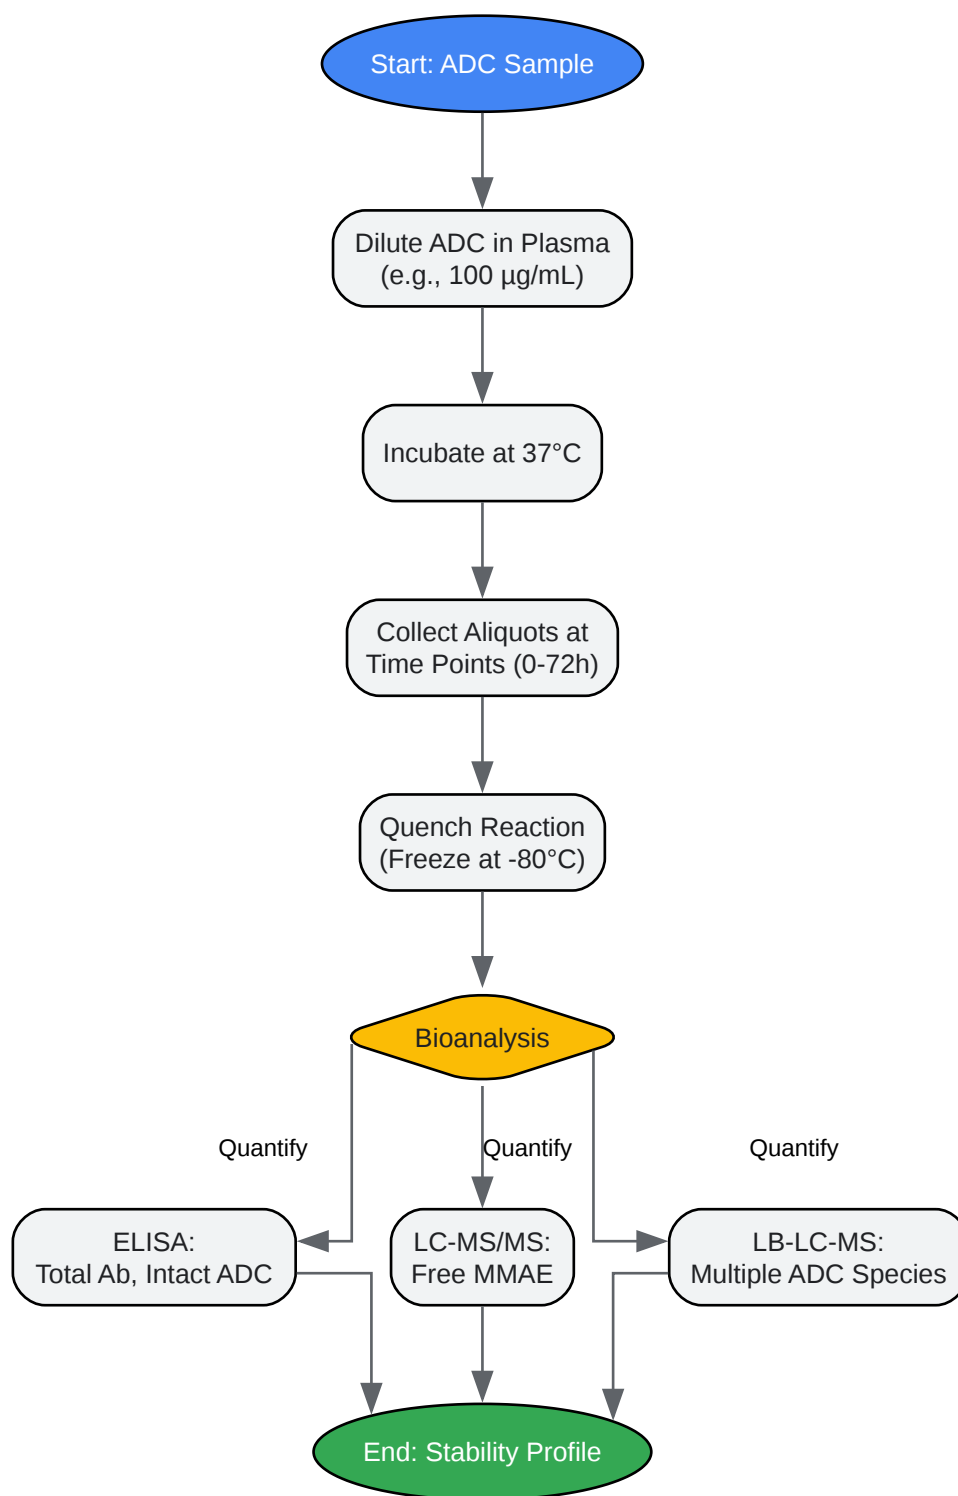 Start: ADC Sample
Dilute ADC in Plasma
(e.g., 100 µg/mL)
Incubate at 37°C
Collect Aliquots at
Time Points (0-72h)
Quench Reaction
(Freeze at -80°C)
Bioanalysis
Quantify
Quantify
Quantify
ELISA:
Total Ab, Intact ADC
LC-MS/MS:
Free MMAE
LB-LC-MS:
Multiple ADC Species
End: Stability Profile